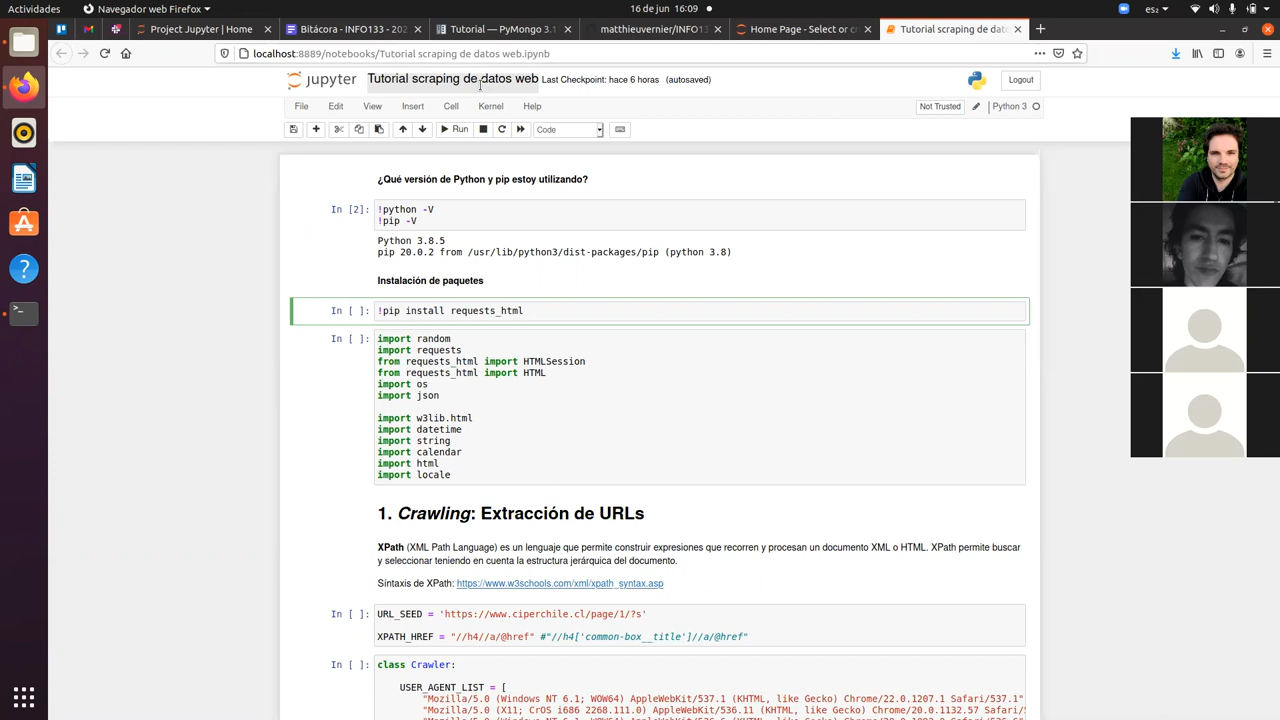 Actividades
Navegador web Firefox
16 de jun 16:09
es2
Project Jupyter | Home
Bitácora - INFO133 - 202
Tutorial — PyMongo 3.1
matthieuvernier/INFO13
Home Page - Select or c
Tutorial scraping de datos
localhost:8889/notebooks/Tutorial scraping de datos web.ipynb
jupyter Tutorial scraping de datos web Last Checkpoint: hace 6 horas (autosaved)
Logout
File Edit View Insert Cell Kernel Help
Not Trusted
Python 3
Run
Code
¿Qué versión de Python y pip estoy utilizando?
In [2]: !python -V
!pip -V
Python 3.8.5
pip 20.0.2 from /usr/lib/python3/dist-packages/pip (python 3.8)
Instalación de paquetes
In [ ]: !pip install requests_html
In [ ]: import random
import requests
from requests_html import HTMLSession
from requests_html import HTML
import os
import json
import w3lib.html
import datetime
import string
import calendar
import html
import locale
1. Crawling: Extracción de URLs
XPath (XML Path Language) es un lenguaje que permite construir expresiones que recorren y procesan un documento XML o HTML. XPath permite buscar
y seleccionar teniendo en cuenta la estructura jerárquica del documento.
Síntaxis de XPath: https://www.w3schools.com/xml/xpath_syntax.asp
In [ ]: URL_SEED = 'https://www.ciperchile.cl/page/1/?s'
XPATH_HREF = "//h4//a/@href" #"//h4['common-box__title']//a/@href"
In [ ]: class Crawler:
USER_AGENT_LIST = [
"Mozilla/5.0 (Windows NT 6.1; WOW64) AppleWebKit/537.1 (KHTML, like Gecko) Chrome/22.0.1207.1 Safari/537.1"
"Mozilla/5.0 (X11; CrOS i686 2268.111.0) AppleWebKit/536.11 (KHTML, like Gecko) Chrome/20.0.1132.57 Safari/